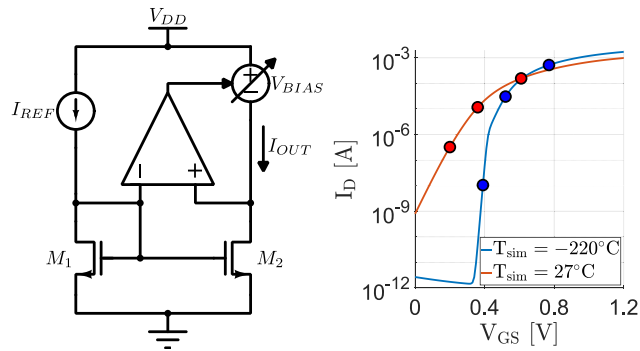 V_DD
I_REF
+
−
V_BIAS
I_OUT
− +
M_1
M_2
I_D [A]
10^-3
10^-6
10^-9
10^-12
T_sim = −220°C
T_sim = 27°C
0 0.4 0.8 1.2
V_GS [V]